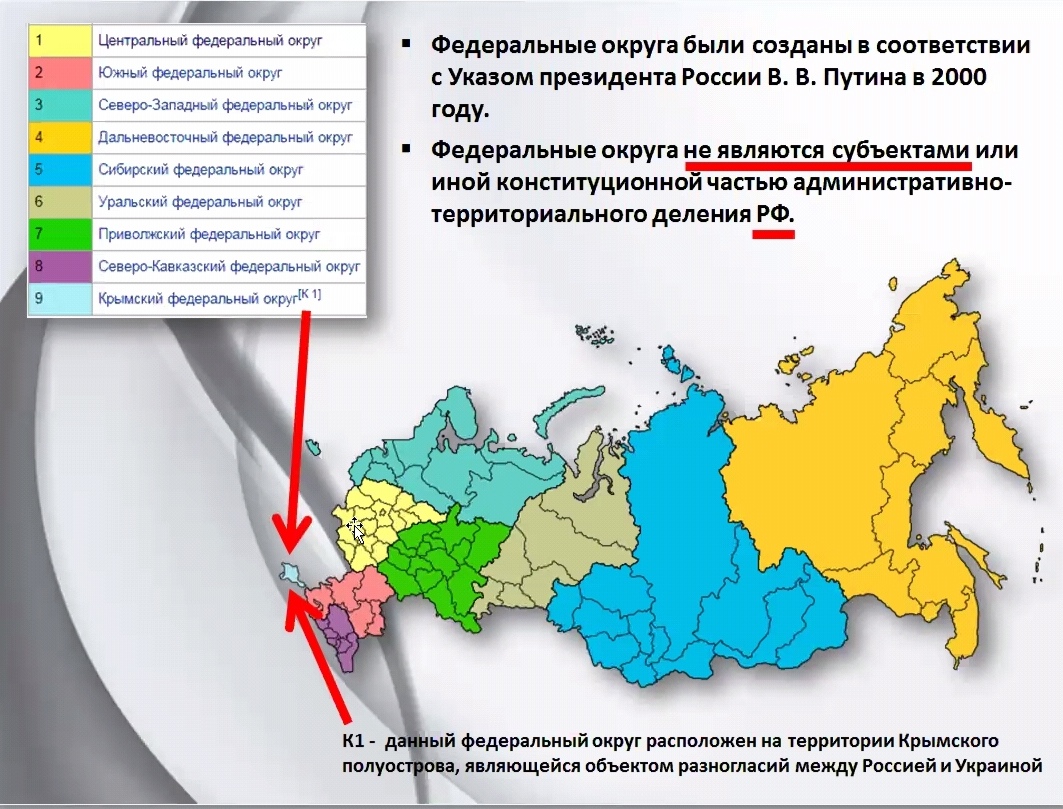 1 Центральный федеральный округ
2 Южный федеральный округ
3 Северо-Западный федеральный округ
4 Дальневосточный федеральный округ
5 Сибирский федеральный округ
6 Уральский федеральный округ
7 Приволжский федеральный округ
8 Северо-Кавказский федеральный округ
9 Крымский федеральный округ[К 1]
▪ Федеральные округа были созданы в соответствии
с Указом президента России В. В. Путина в 2000
году.
▪ Федеральные округа не являются субъектами или
иной конституционной частью административно-
территориального деления РФ.
К1 - данный федеральный округ расположен на территории Крымского
полуострова, являющейся объектом разногласий между Россией и Украиной